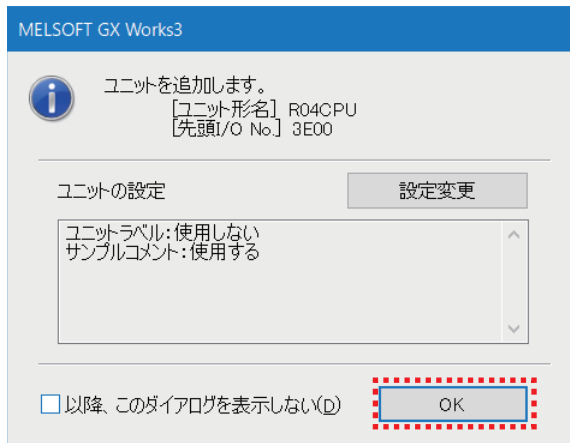 MELSOFT GX Works3
ユニットを追加します。
[ユニット形名] R04CPU
[先頭I/O No.] 3E00
ユニットの設定
設定変更
ユニットラベル:使用しない
サンプルコメント:使用する
以降、このダイアログを表示しない(D)
OK